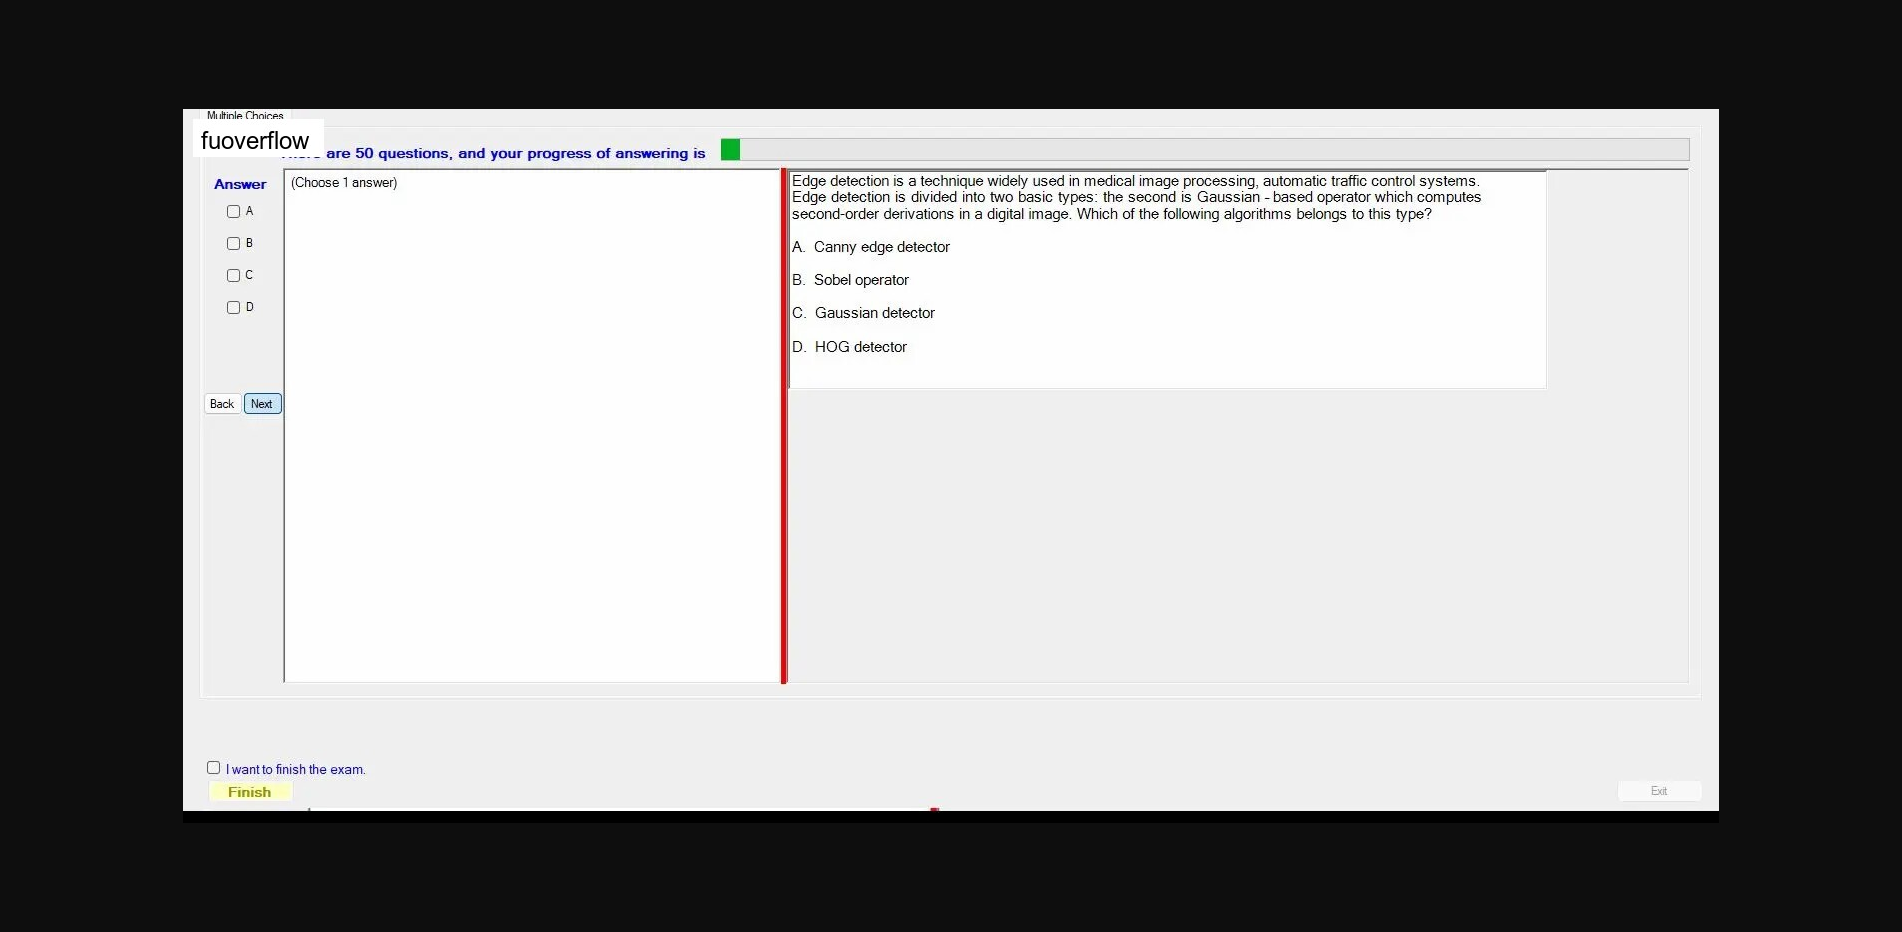 Multiple Choices
fuoverflow
are 50 questions, and your progress of answering is
Answer
(Choose 1 answer)
A
B
C
D
Back
Next
Edge detection is a technique widely used in medical image processing, automatic traffic control systems.
Edge detection is divided into two basic types: the second is Gaussian - based operator which computes
second-order derivations in a digital image. Which of the following algorithms belongs to this type?
A. Canny edge detector
B. Sobel operator
C. Gaussian detector
D. HOG detector
I want to finish the exam.
Finish
Exit